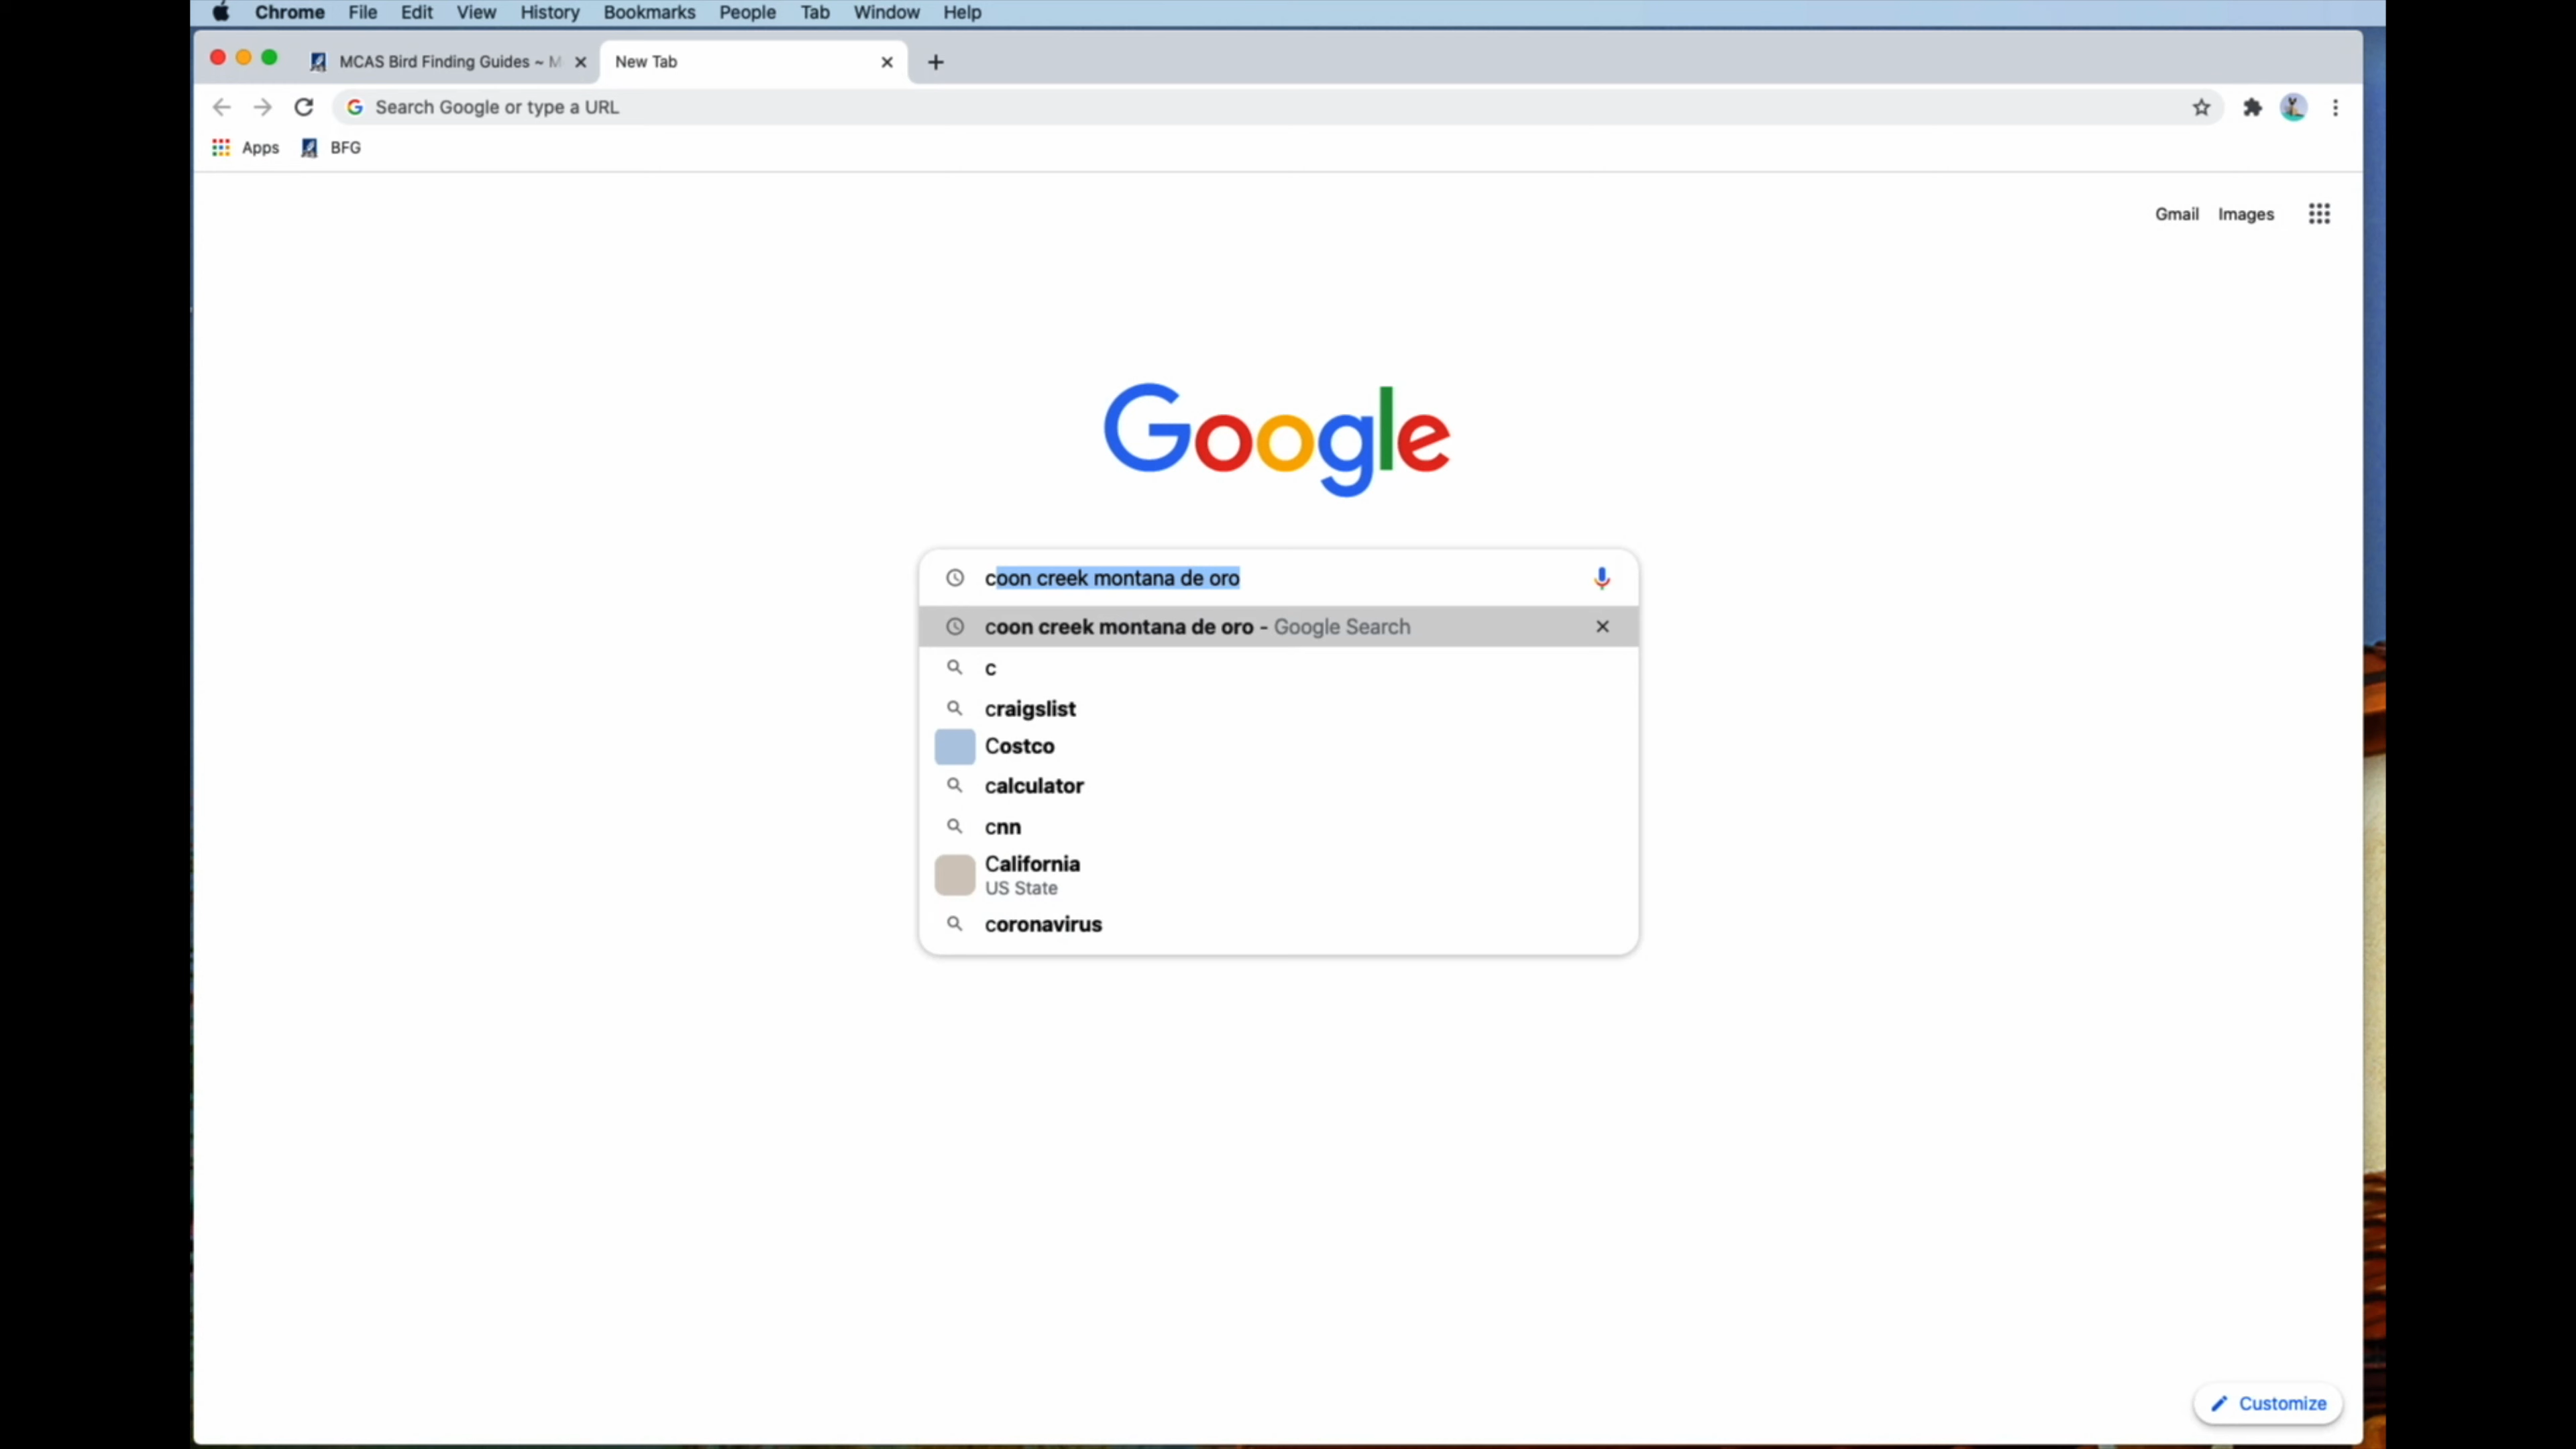 Chrome File Edit View History Bookmarks People Tab Window Help
MCAS Bird Finding Guides ~ M New Tab
Search Google or type a URL
Apps BFG
Gmail Images
Google
coon creek montana de oro
coon creek montana de oro - Google Search
c
craigslist
Costco
calculator
cnn
California
US State
coronavirus
Customize